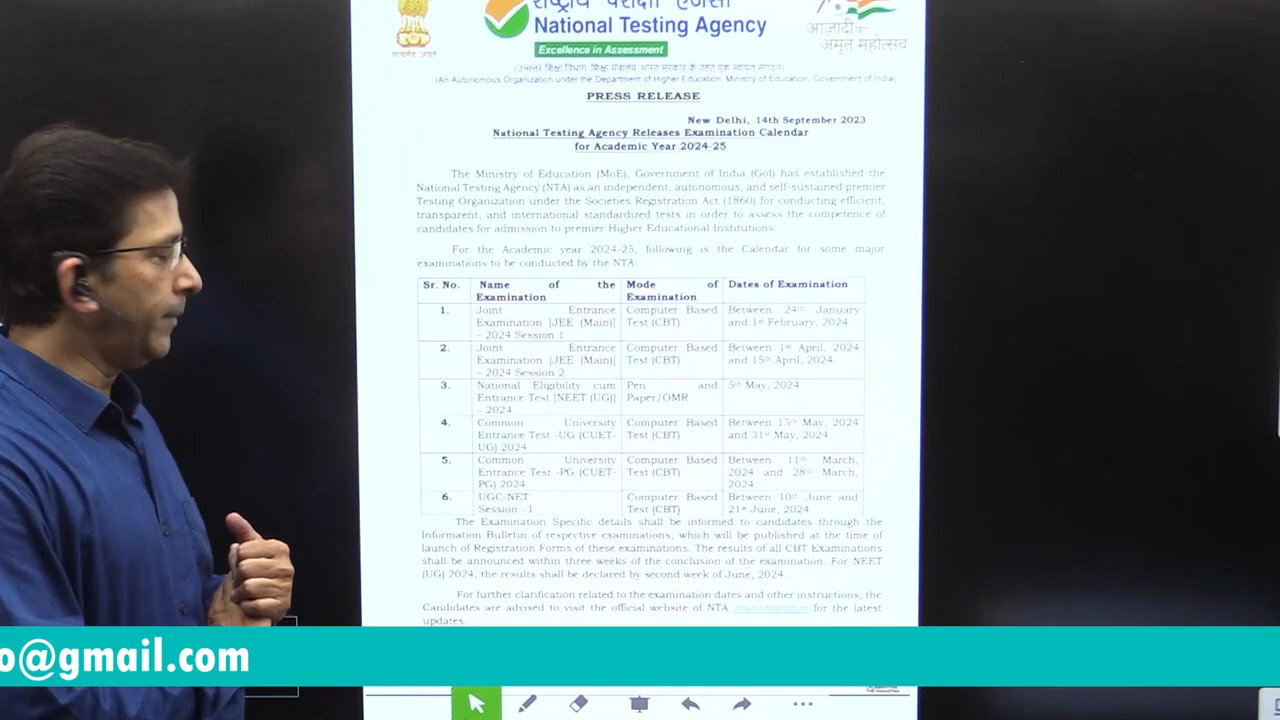 राष्ट्रीय परीक्षा एजेंसी
National Testing Agency
Excellence in Assessment
सत्यमेव जयते
आज़ादी का
अमृत महोत्सव
(उच्चतर शिक्षा विभाग, शिक्षा मंत्रालय, भारत सरकार के तहत एक स्वायत्त संगठन)
(An Autonomous Organization under the Department of Higher Education, Ministry of Education, Government of India)
PRESS RELEASE
New Delhi, 14th September 2023
National Testing Agency Releases Examination Calendar
for Academic Year 2024-25
The Ministry of Education (MoE), Government of India (GoI) has established the
National Testing Agency (NTA) as an independent, autonomous, and self-sustained premier
Testing Organization under the Societies Registration Act (1860) for conducting efficient,
transparent, and international standardized tests in order to assess the competence of
candidates for admission to premier Higher Educational Institutions.
For the Academic year 2024-25, following is the Calendar for some major
examinations to be conducted by the NTA:
Sr. No. Name of the Mode of Dates of Examination
Examination Examination
1. Joint Entrance Computer Based Between 24th January
Examination [JEE (Main)] Test (CBT) and 1st February, 2024.
– 2024 Session 1
2. Joint Entrance Computer Based Between 1st April, 2024
Examination [JEE (Main)] Test (CBT) and 15th April, 2024.
– 2024 Session 2
3. National Eligibility cum Pen and 5th May, 2024
Entrance Test [NEET (UG)] Paper/OMR
– 2024
4. Common University Computer Based Between 15th May, 2024
Entrance Test -UG (CUET- Test (CBT) and 31st May, 2024.
UG) 2024
5. Common University Computer Based Between 11th March,
Entrance Test -PG (CUET- Test (CBT) 2024 and 28th March,
PG) 2024 2024.
6. UGC-NET Computer Based Between 10th June and
Session - I Test (CBT) 21st June, 2024
The Examination Specific details shall be informed to candidates through the
Information Bulletin of respective examinations, which will be published at the time of
launch of Registration Forms of these examinations. The results of all CBT Examinations
shall be announced within three weeks of the conclusion of the examination. For NEET
(UG) 2024, the results shall be declared by second week of June, 2024.
For further clarification related to the examination dates and other instructions, the
Candidates are advised to visit the official website of NTA for the latest
updates.
o@gmail.com